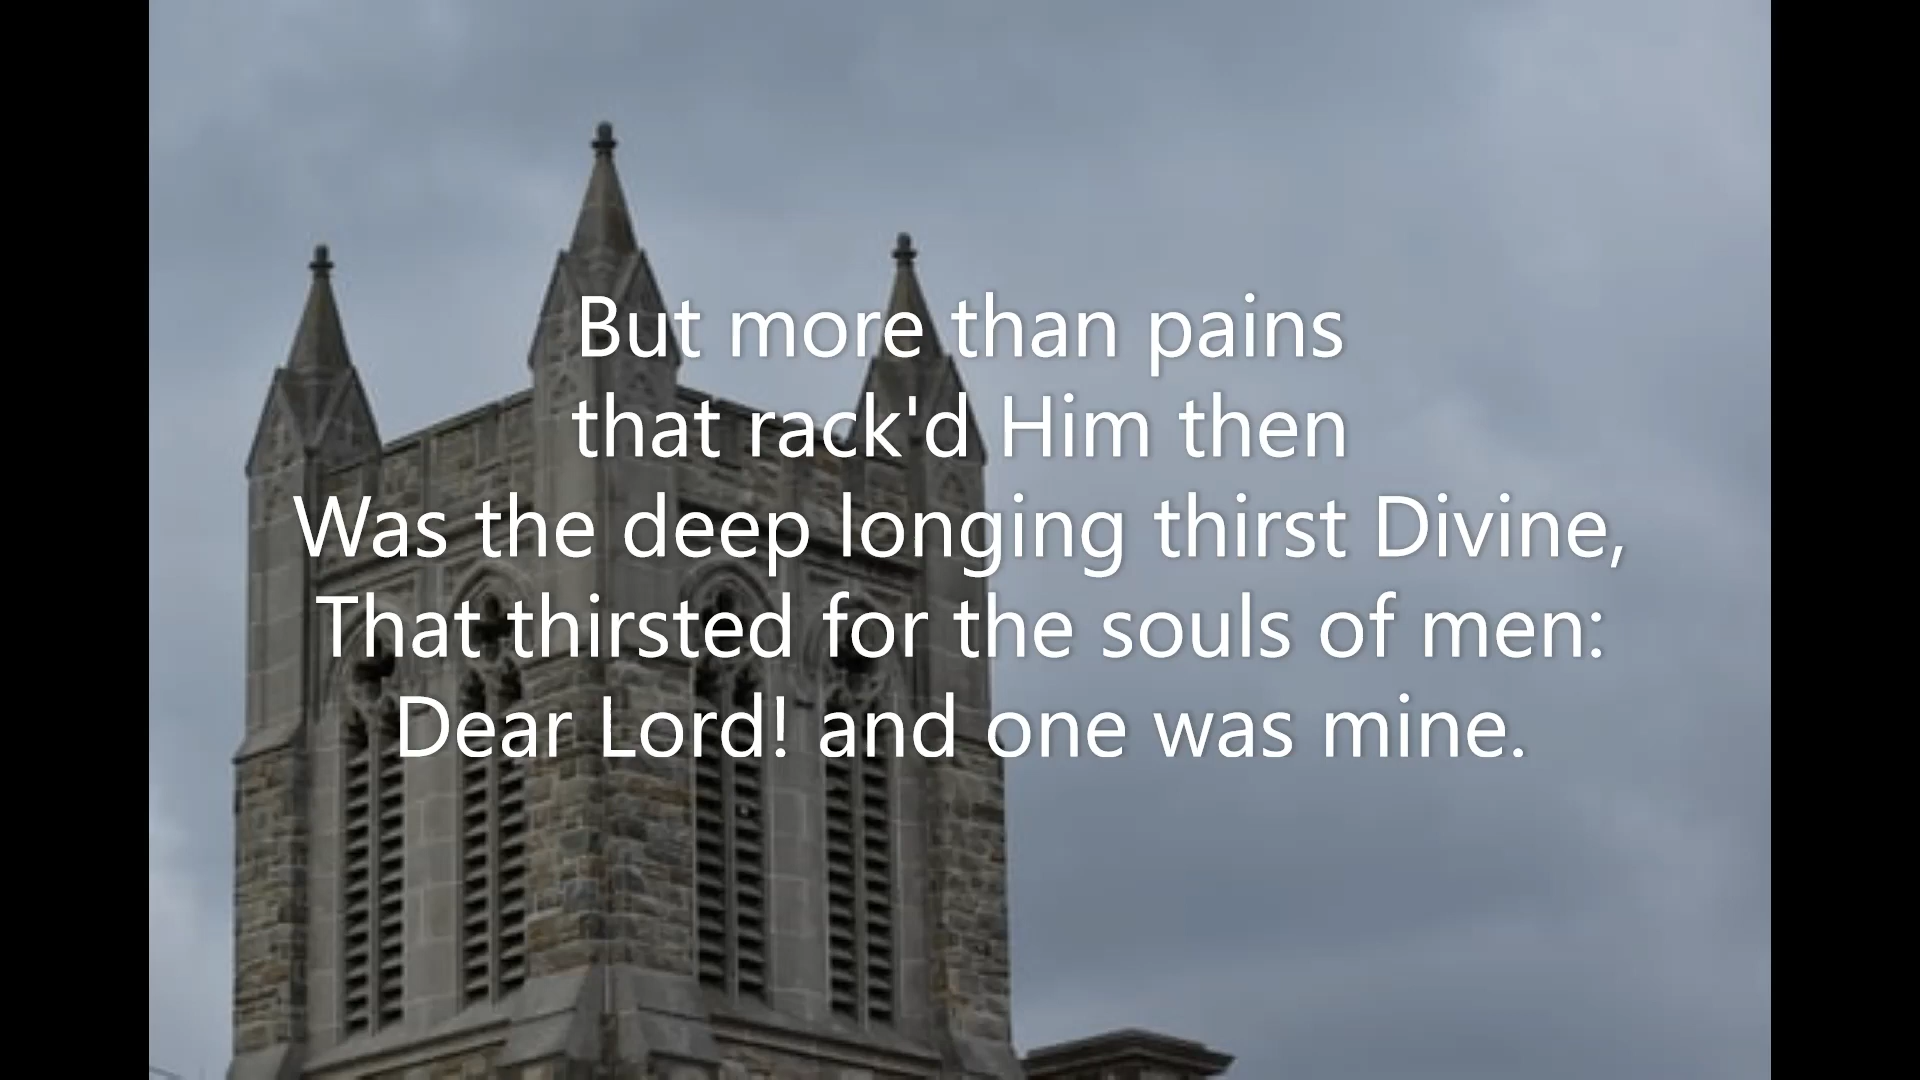 But more than pains
that rack'd Him then
Was the deep longing thirst Divine,
That thirsted for the souls of men:
Dear Lord! and one was mine.